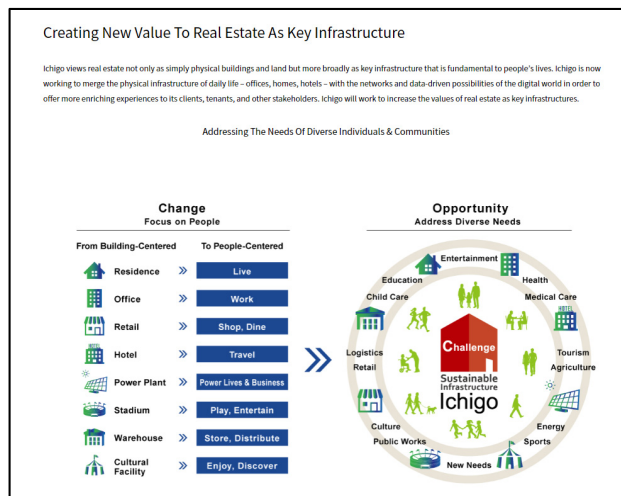 Creating New Value To Real Estate As Key Infrastructure
Ichigo views real estate not only as simply physical buildings and land but more broadly as key infrastructure that is fundamental to people's lives. Ichigo is now
working to merge the physical infrastructure of daily life – offices, homes, hotels – with the networks and data-driven possibilities of the digital world in order to
offer more enriching experiences to its clients, tenants, and other stakeholders. Ichigo will work to increase the values of real estate as key infrastructures.
Addressing The Needs Of Diverse Individuals & Communities
Change
Focus on People
From Building-Centered
To People-Centered
Residence » Live
Office » Work
Retail » Shop, Dine
Hotel » Travel
Power Plant » Power Lives & Business
Stadium » Play, Entertain
Warehouse » Store, Distribute
Cultural
Facility » Enjoy, Discover
Opportunity
Address Diverse Needs
Entertainment
Education
Health
Child Care
Medical Care
Logistics
Retail
Tourism
Agriculture
Culture
Public Works
Energy
Sports
New Needs
Challenge
Sustainable
Infrastructure
Ichigo